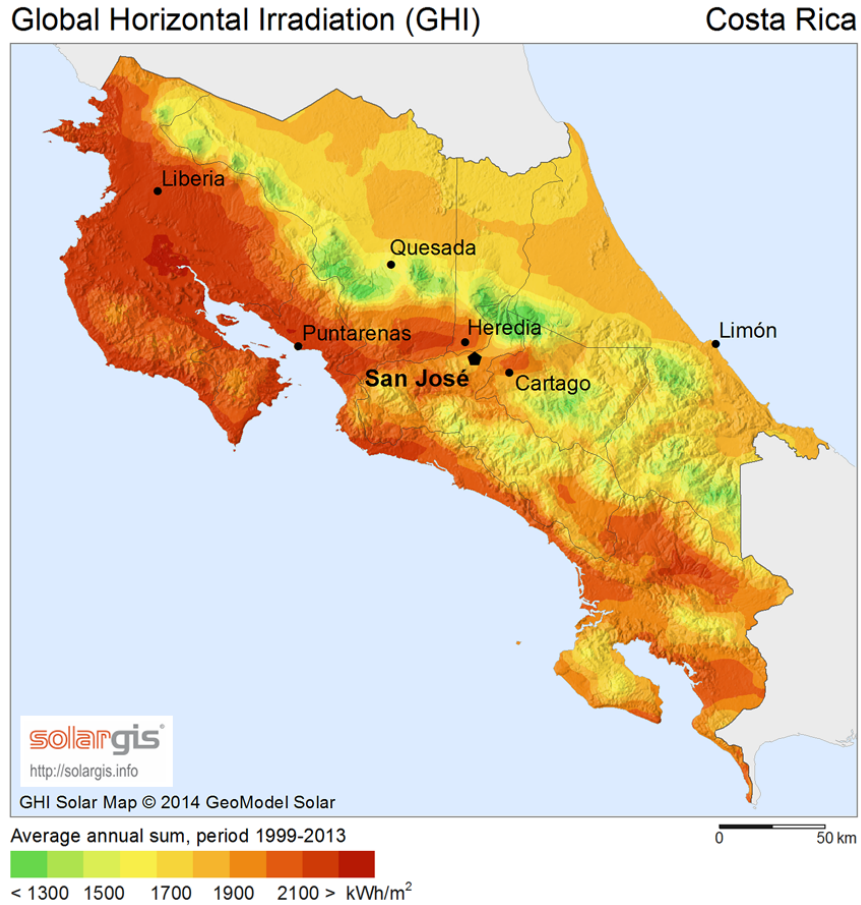 Global Horizontal Irradiation (GHI)
Costa Rica
Liberia
Quesada
Puntarenas
Heredia
Limón
San José
Cartago
solargis®
http://solargis.info
GHI Solar Map © 2014 GeoModel Solar
Average annual sum, period 1999-2013
0 50 km
< 1300 1500 1700 1900 2100 > kWh/m²